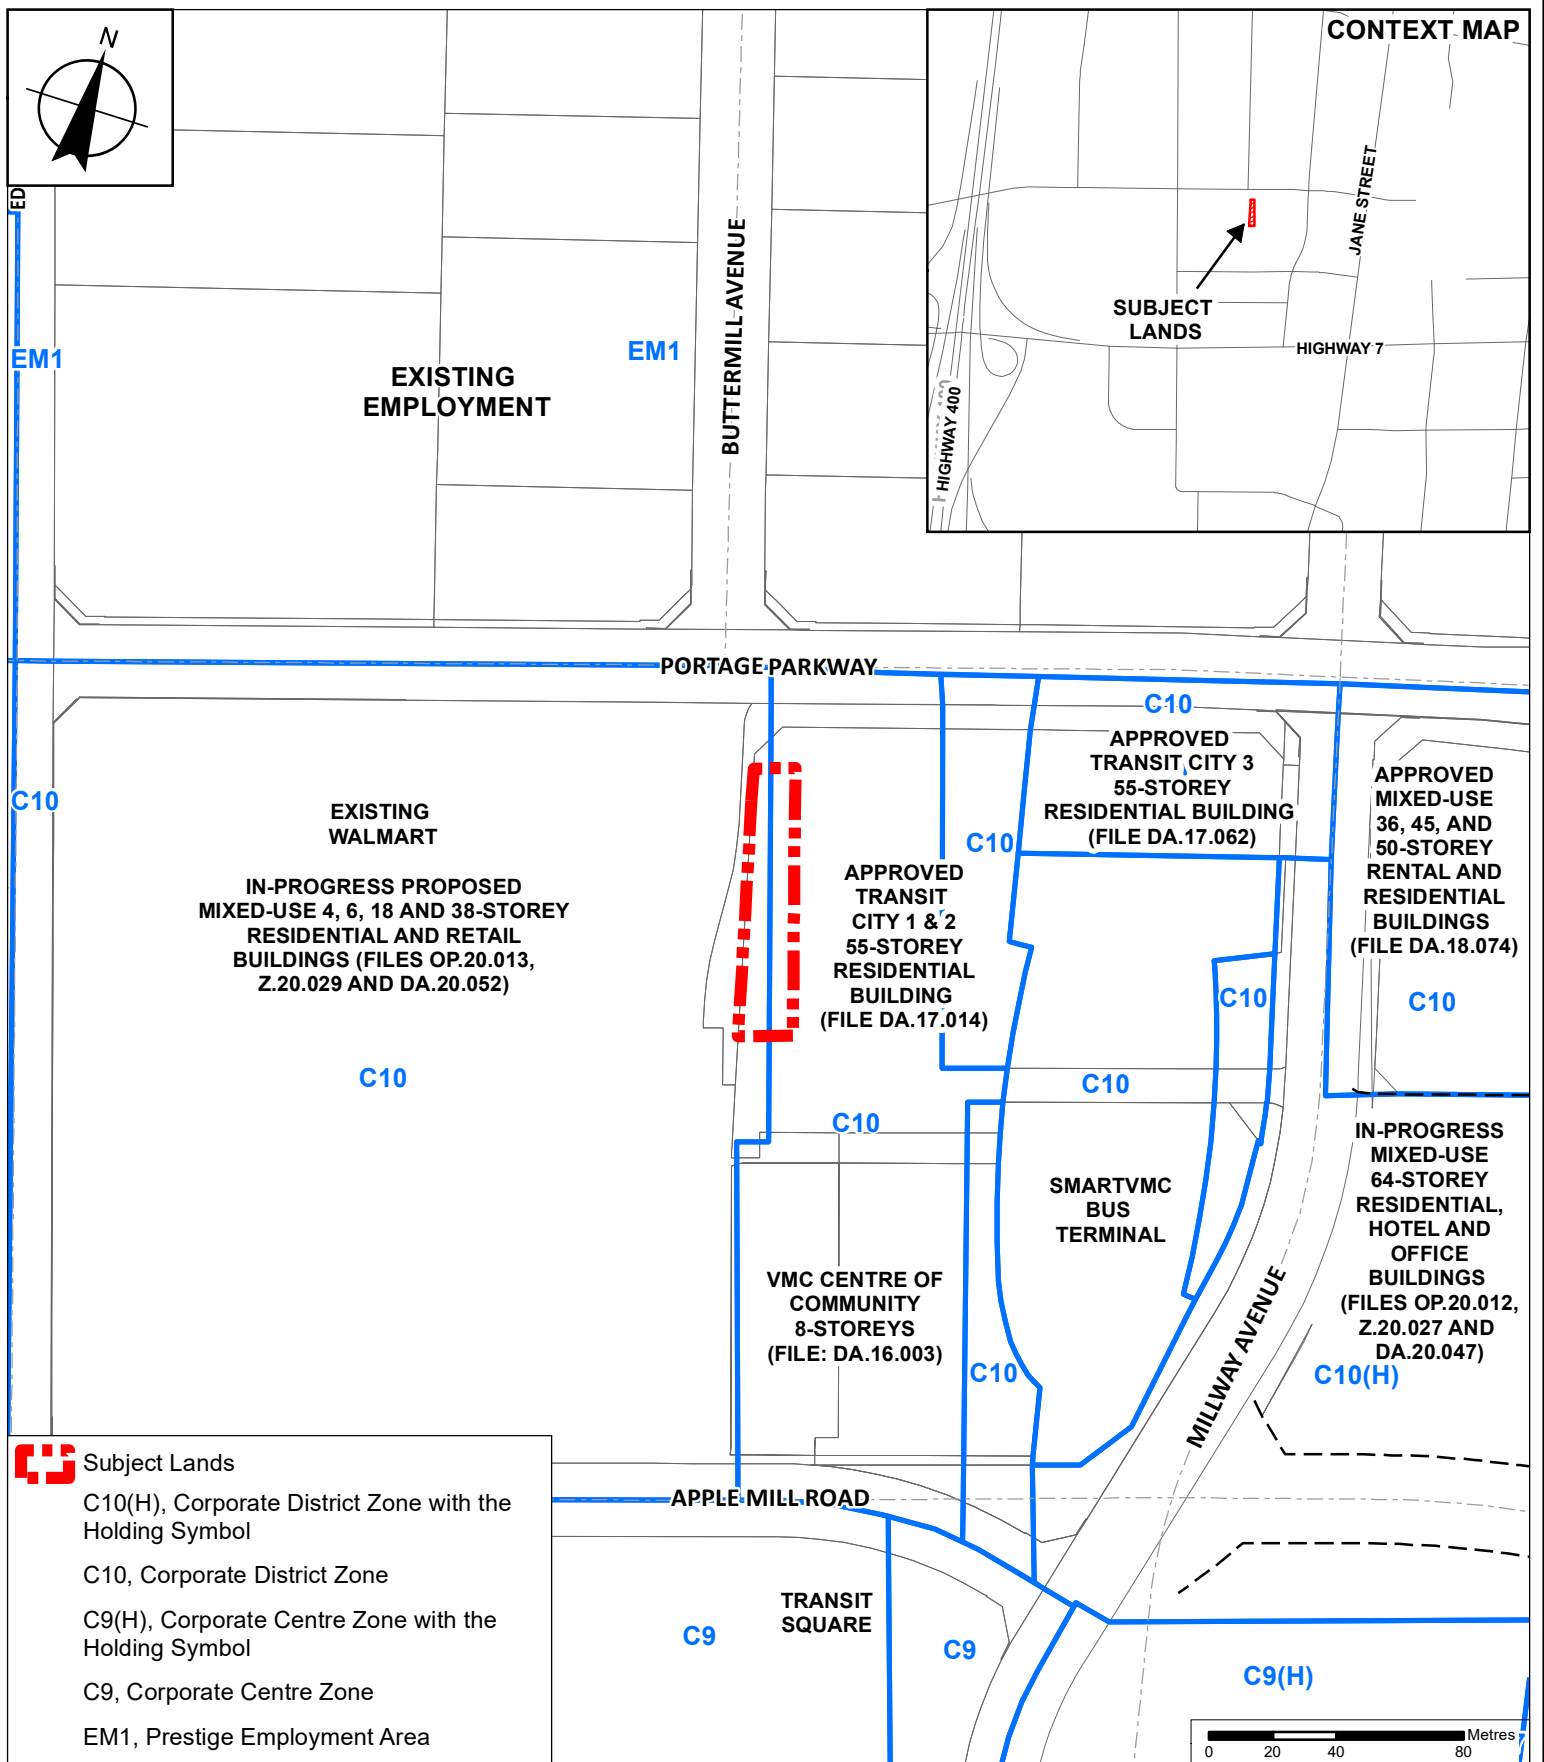 N
CONTEXT MAP
JANE STREET
SUBJECT
LANDS
HIGHWAY 7
HIGHWAY 400
ED
EM1
EM1
EXISTING
EMPLOYMENT
BUTTERMILL AVENUE
PORTAGE PARKWAY
C10
APPROVED
TRANSIT CITY 3
55-STOREY
RESIDENTIAL BUILDING
(FILE DA.17.062)
APPROVED
MIXED-USE
36, 45, AND
50-STOREY
RENTAL AND
RESIDENTIAL
BUILDINGS
(FILE DA.18.074)
C10
C10
EXISTING
WALMART
IN-PROGRESS PROPOSED
MIXED-USE 4, 6, 18 AND 38-STOREY
RESIDENTIAL AND RETAIL
BUILDINGS (FILES OP.20.013,
Z.20.029 AND DA.20.052)
C10
C10
APPROVED
TRANSIT
CITY 1 & 2
55-STOREY
RESIDENTIAL
BUILDING
(FILE DA.17.014)
C10
C10
C10
IN-PROGRESS
MIXED-USE
64-STOREY
RESIDENTIAL,
HOTEL AND
OFFICE
BUILDINGS
(FILES OP.20.012,
Z.20.027 AND
DA.20.047)
C10(H)
SMARTVMC
BUS
TERMINAL
VMC CENTRE OF
COMMUNITY
8-STOREYS
(FILE: DA.16.003)
C10
MILLWAY AVENUE
APPLE MILL ROAD
TRANSIT
SQUARE
C9
C9
C9(H)
Subject Lands
C10(H), Corporate District Zone with the
Holding Symbol
C10, Corporate District Zone
C9(H), Corporate Centre Zone with the
Holding Symbol
C9, Corporate Centre Zone
EM1, Prestige Employment Area
Metres
0 20 40 80